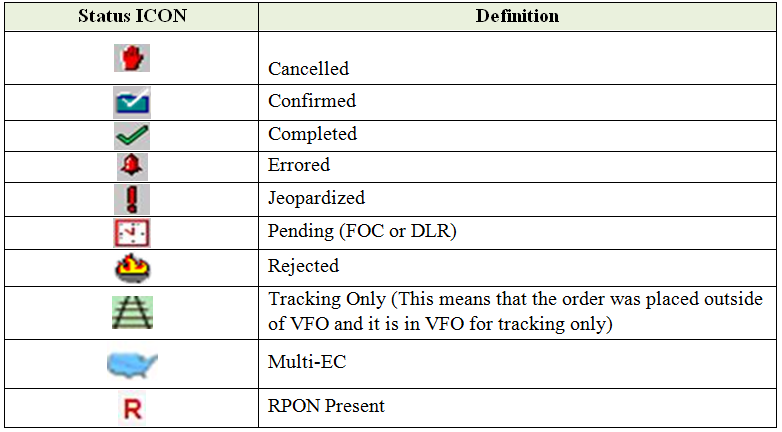 Status ICON Definition
Cancelled
Confirmed
Completed
Errored
Jeopardized
Pending (FOC or DLR)
Rejected
Tracking Only (This means that the order was placed outside
of VFO and it is in VFO for tracking only)
Multi-EC
R RPON Present